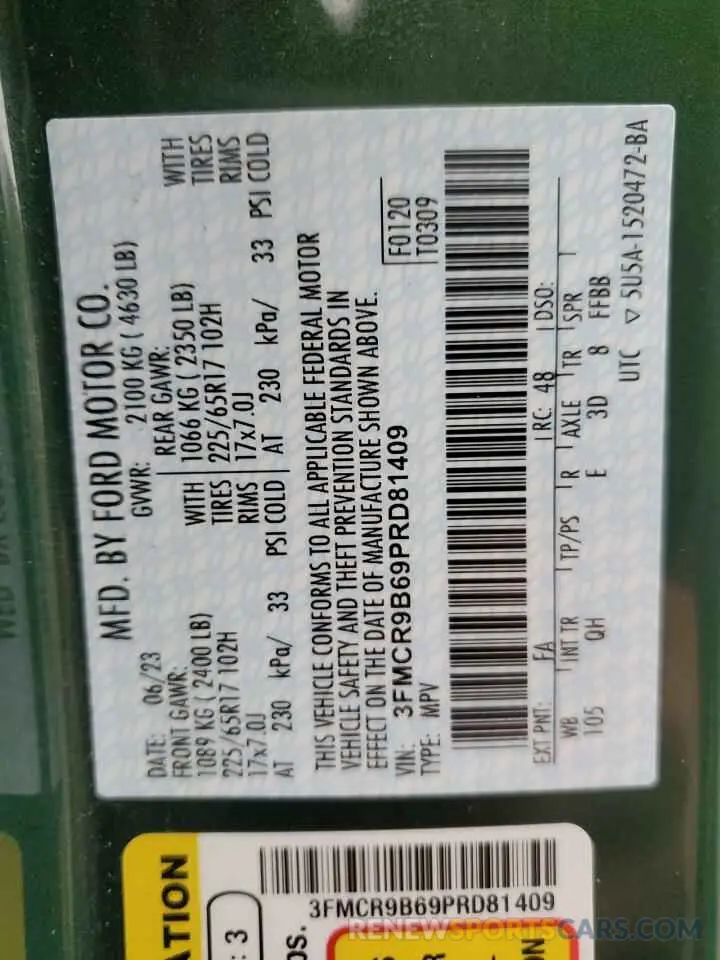 MFD. BY FORD MOTOR CO.
DATE: 06/23 GVWR: 2100 KG ( 4630 LB)
FRONT GAWR: REAR GAWR:
1089 KG ( 2400 LB) WITH 1066 KG ( 2350 LB) WITH
225/65R17 102H TIRES 225/65R17 102H TIRES
17x7.0J RIMS 17x7.0J RIMS
AT 230 kPa/ 33 PSI COLD AT 230 kPa/ 33 PSI COLD
THIS VEHICLE CONFORMS TO ALL APPLICABLE FEDERAL MOTOR
VEHICLE SAFETY AND THEFT PREVENTION STANDARDS IN
EFFECT ON THE DATE OF MANUFACTURE SHOWN ABOVE.
VIN: 3FMCR9B69PRD81409 F0120
TYPE: MPV T0309
EXT PNT: FA RC: 48 DSO:
WB INT TR TP/PS R AXLE TR SPR
105 QH E 3D 8 FFBB
UTC ▽ 5U5A-1520472-BA
ATION
: 3
3FMCR9B69PRD81409
RENEWSPORTSCARS.COM